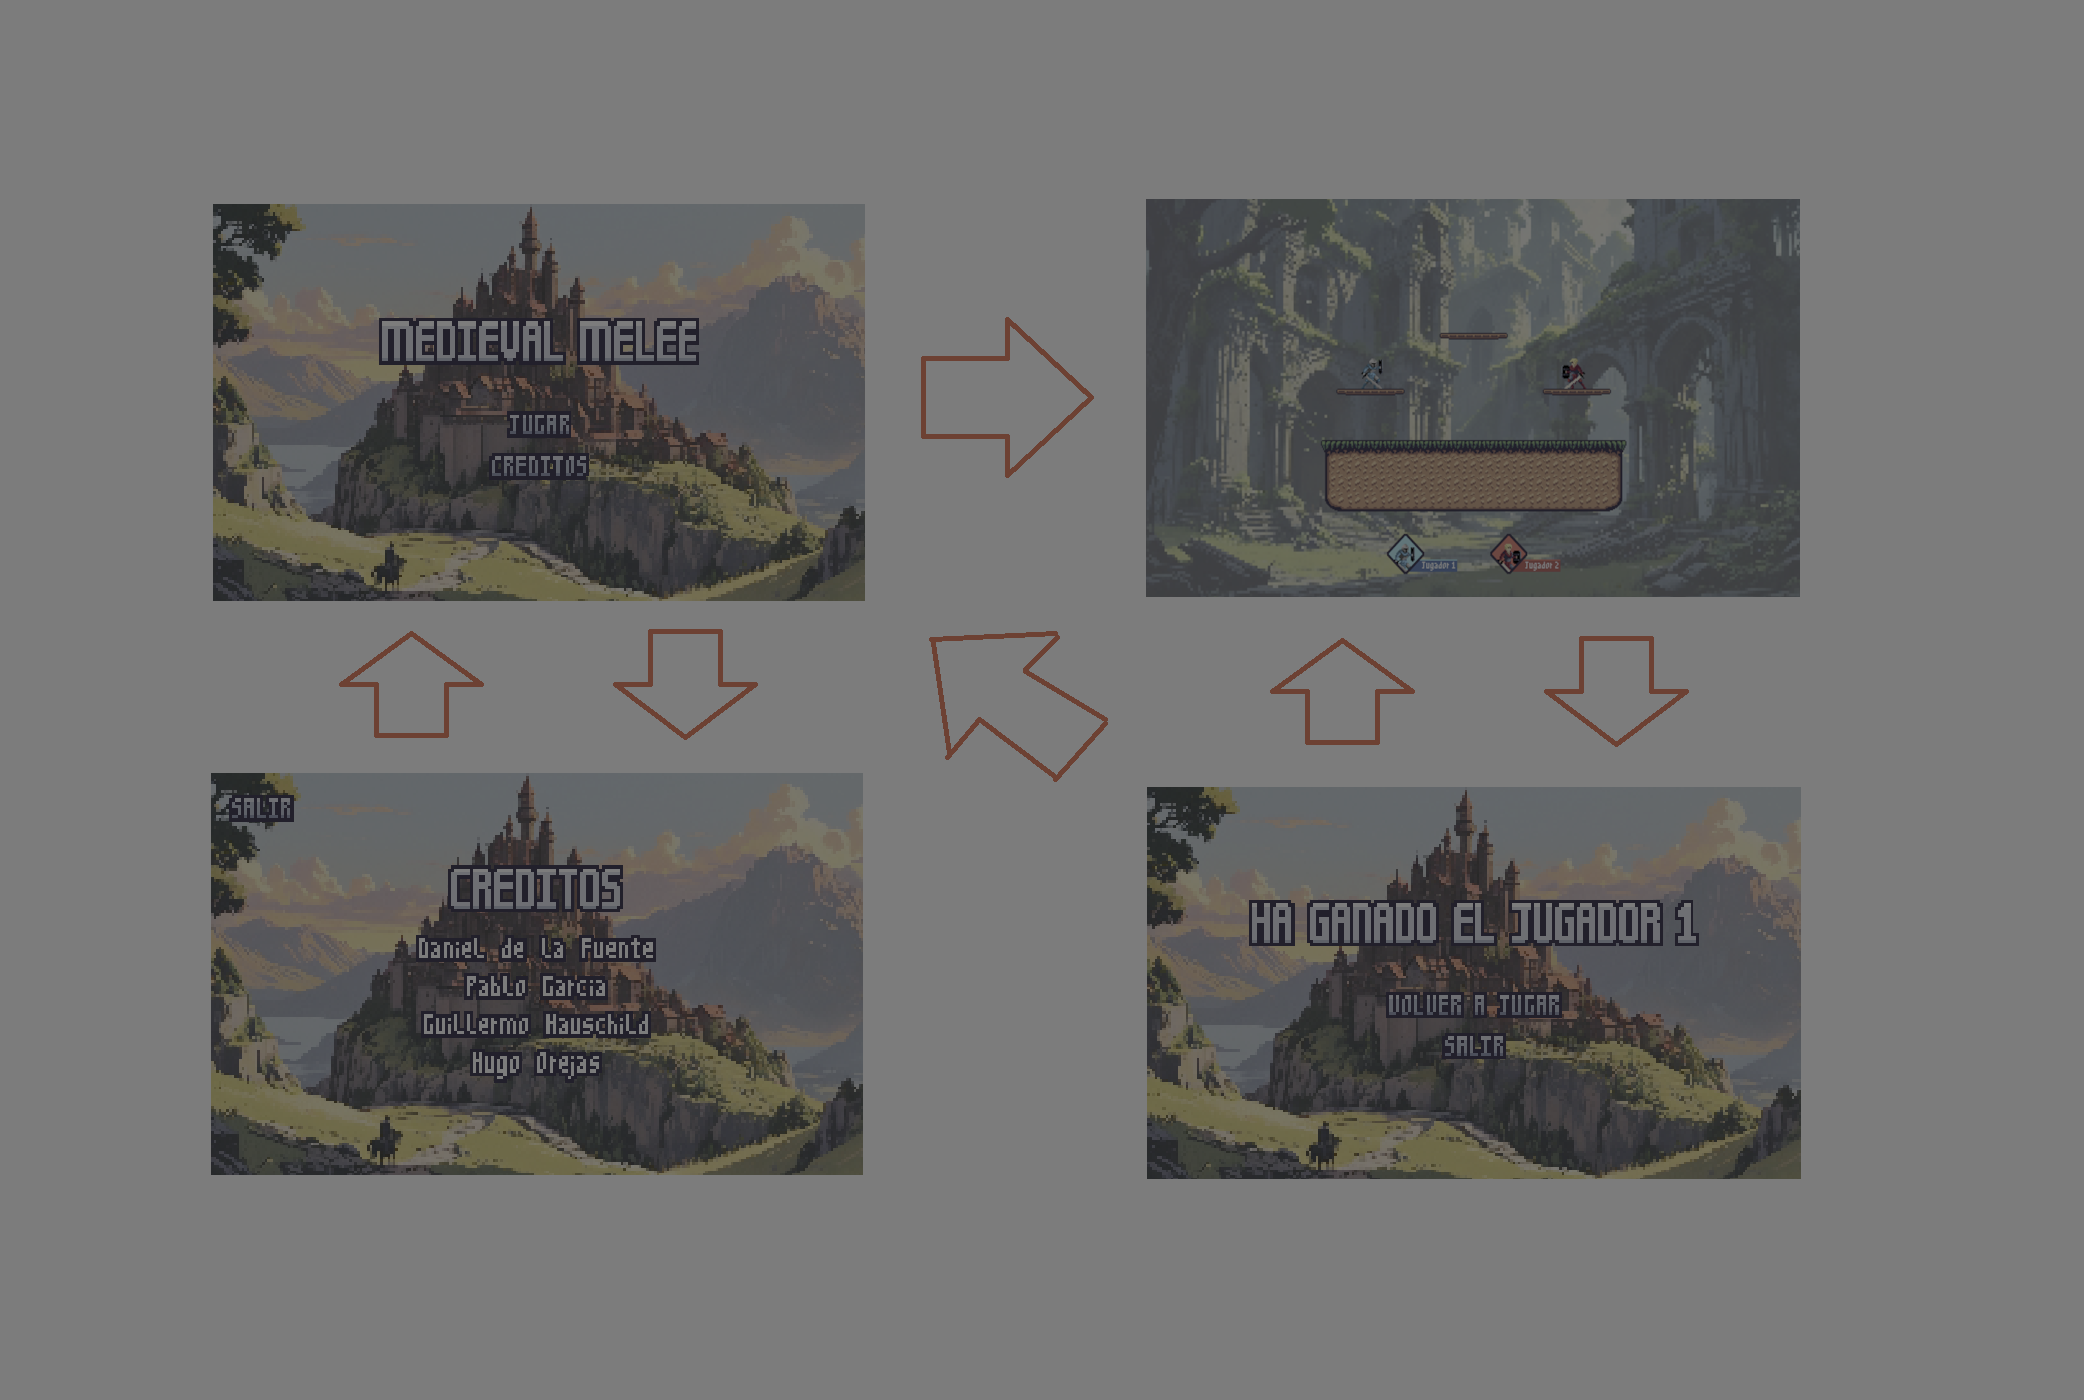 MEDIEVAL MELEE
JUGAR
CREDITOS
Jugador 1
Jugador 2
SALIR
CREDITOS
Daniel de la Fuente
Pablo Garcia
Guillermo Hauschild
Hugo Orejas
HA GANADO EL JUGADOR 1
VOLVER A JUGAR
SALIR